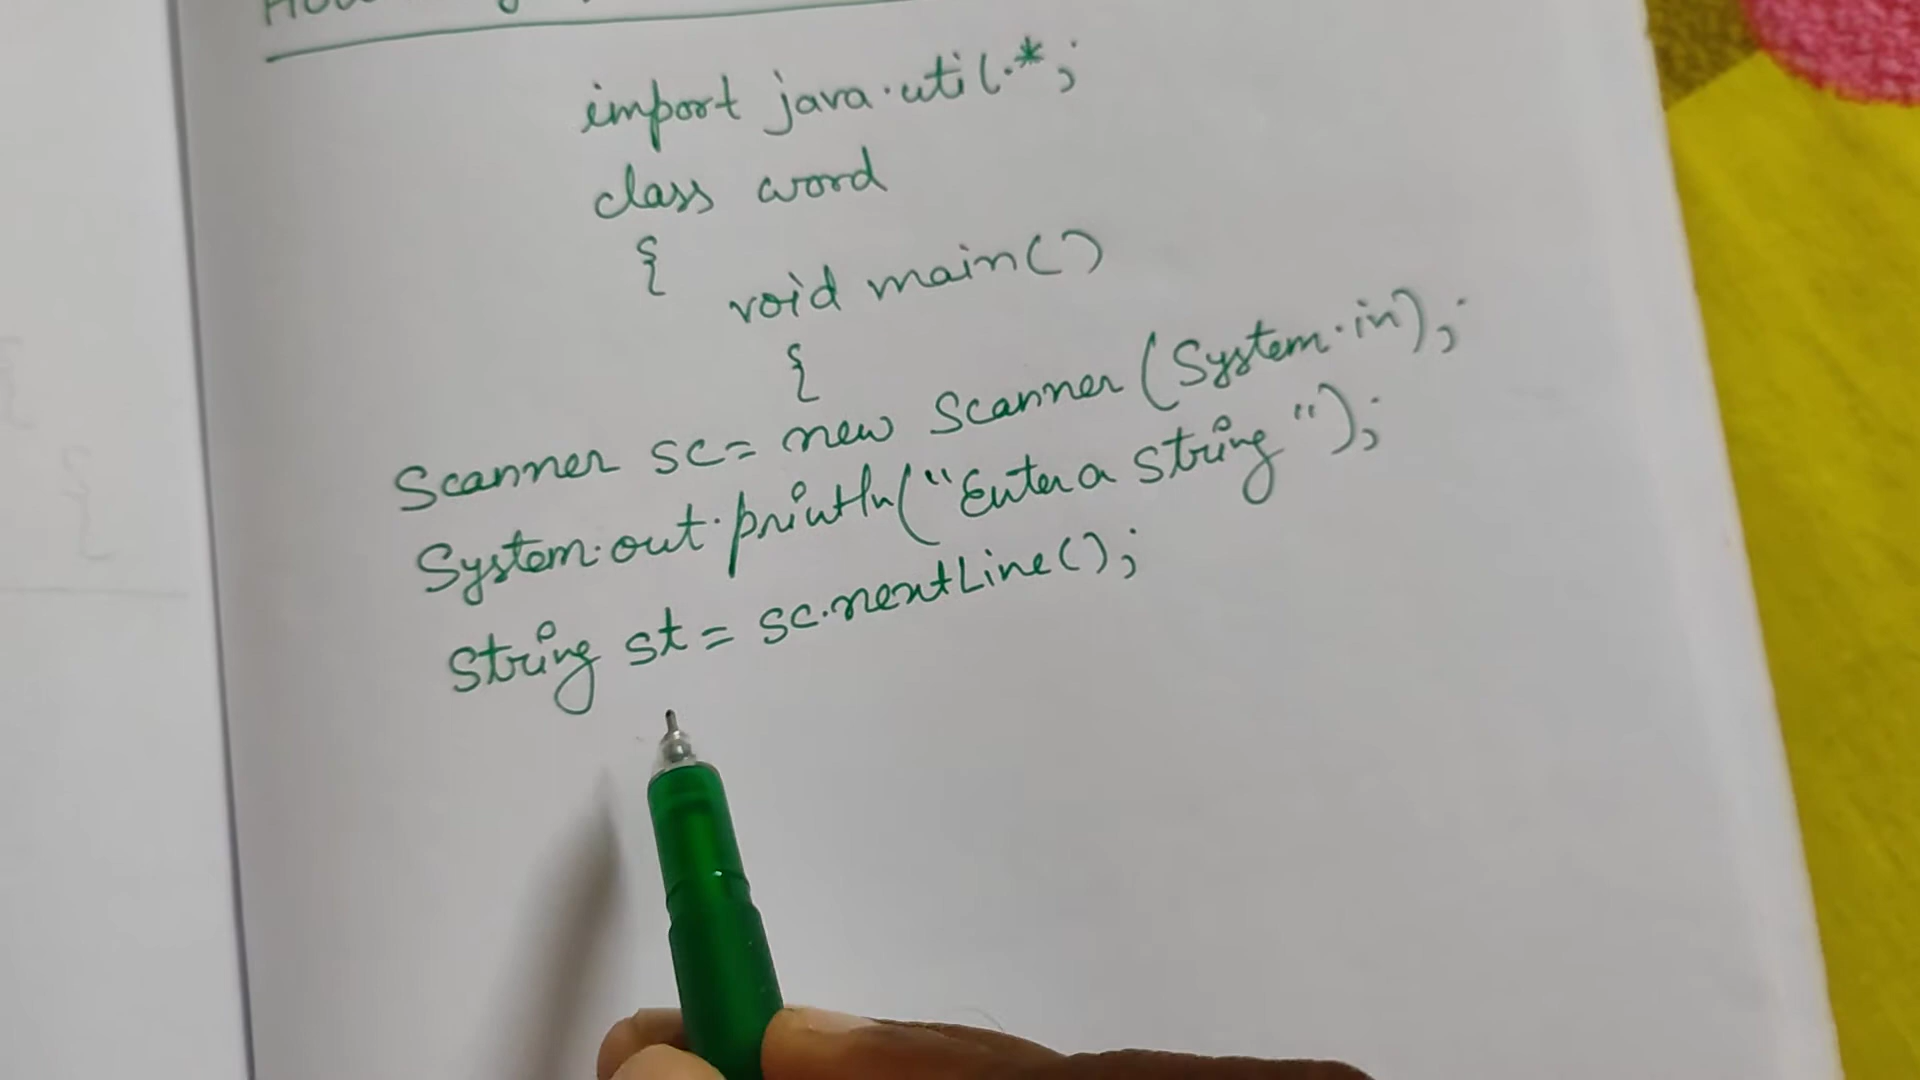 import java.util.*;
class word
{
void main()
{
Scanner sc= new Scanner (System.in);
System.out.println("Enter a string");
String st = sc.nextLine();